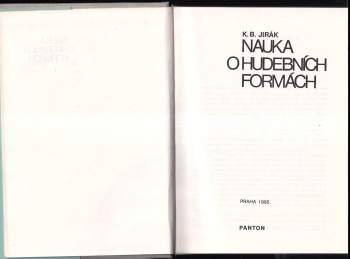 K. B. JIRÁK
NAUKA
O HUDEBNÍCH
FORMÁCH
PRAHA 1985
PANTON